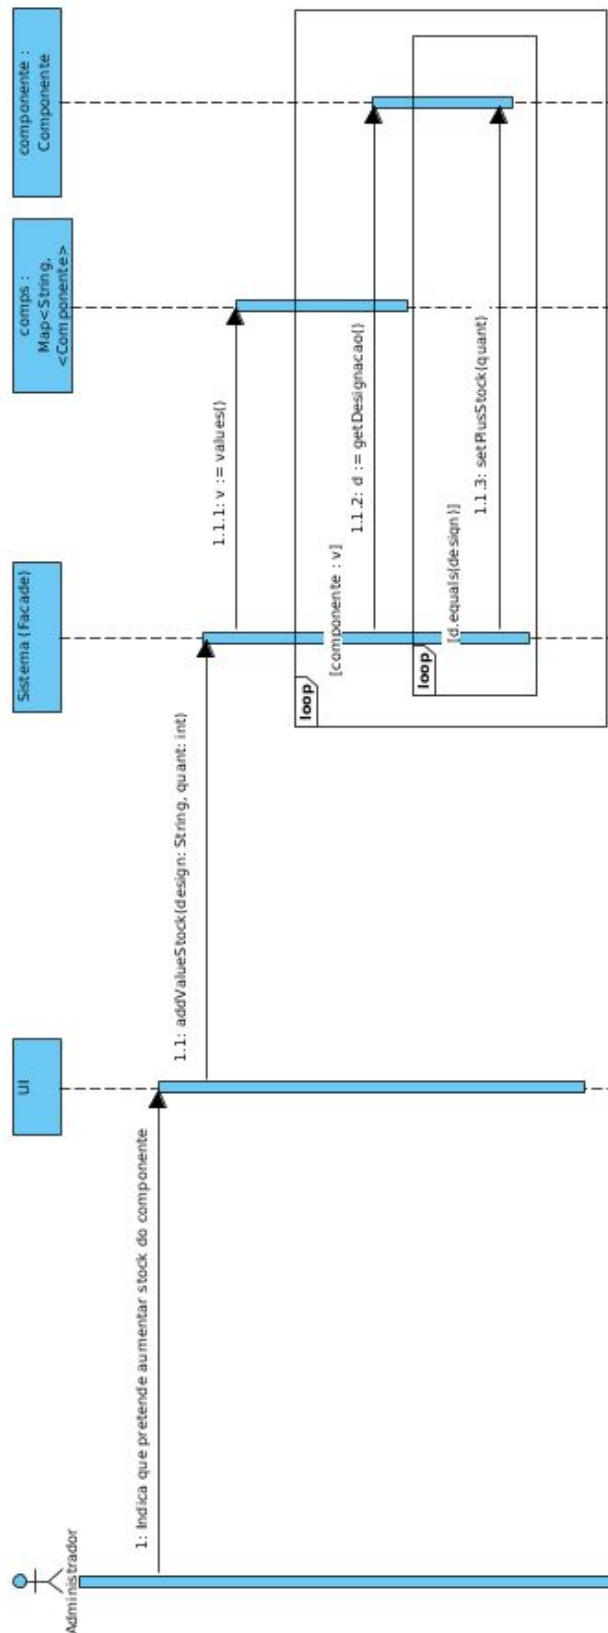 Administrador
UI
Sistema (Facade)
comps :
Map<String,
<Componente>
componente :
Componente
1: Indica que pretende aumentar stock do componente
1.1: addValueStock(design: String, quant: int)
1.1.1: v := values()
loop
[componente : v]
1.1.2: d := getDesignacao()
loop
[d.equals(design)]
1.1.3: setPlusStock(quant)